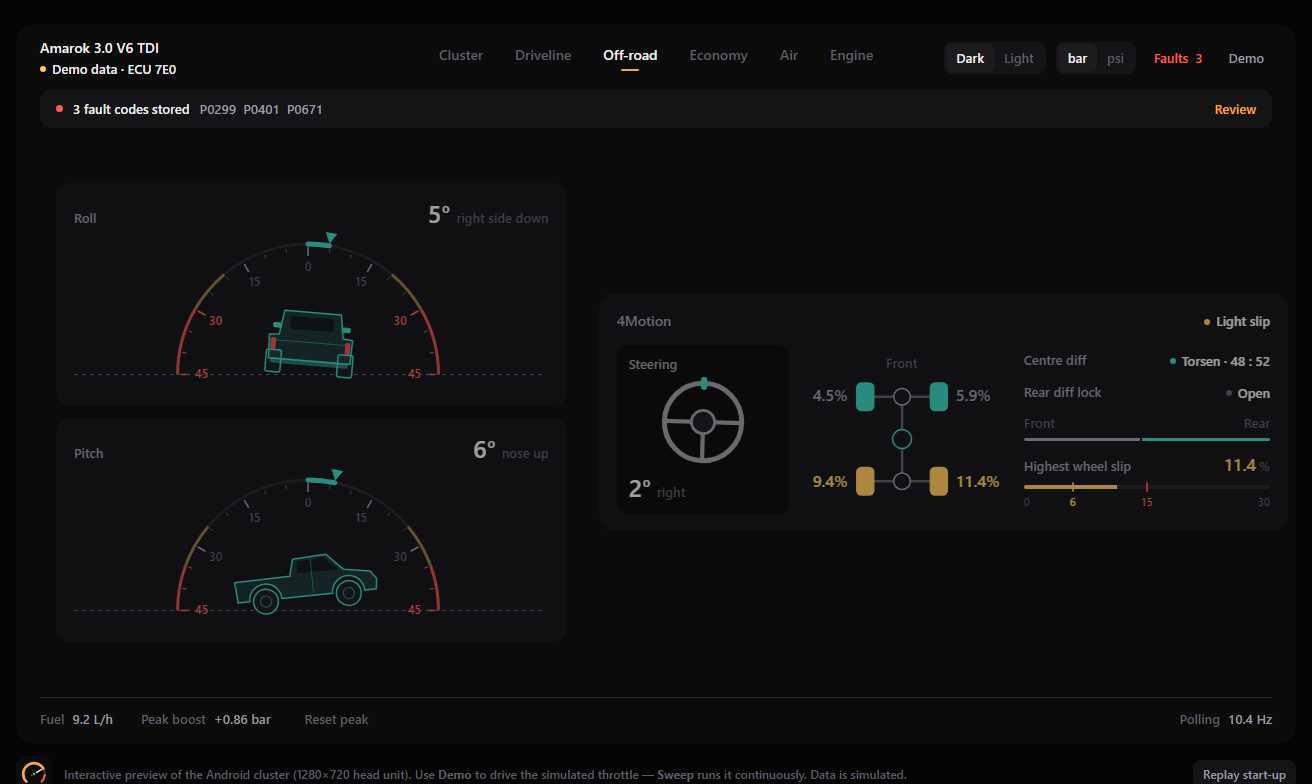 Amarok 3.0 V6 TDI
Demo data · ECU 7E0
Cluster Driveline Off-road Economy Air Engine
Dark Light bar psi Faults 3 Demo
3 fault codes stored P0299 P0401 P0671 Review
Roll 5° right side down
0
15 15
30 30
45 45
Pitch 6° nose up
0
15 15
30 30
45 45
4Motion Light slip
Steering
2° right
Front
4.5% 5.9%
9.4% 11.4%
Centre diff Torsen · 48 : 52
Rear diff lock Open
Front Rear
Highest wheel slip 11.4 %
0 6 15 30
Fuel 9.2 L/h Peak boost +0.86 bar Reset peak Polling 10.4 Hz
Interactive preview of the Android cluster (1280×720 head unit). Use Demo to drive the simulated throttle — Sweep runs it continuously. Data is simulated. Replay start-up